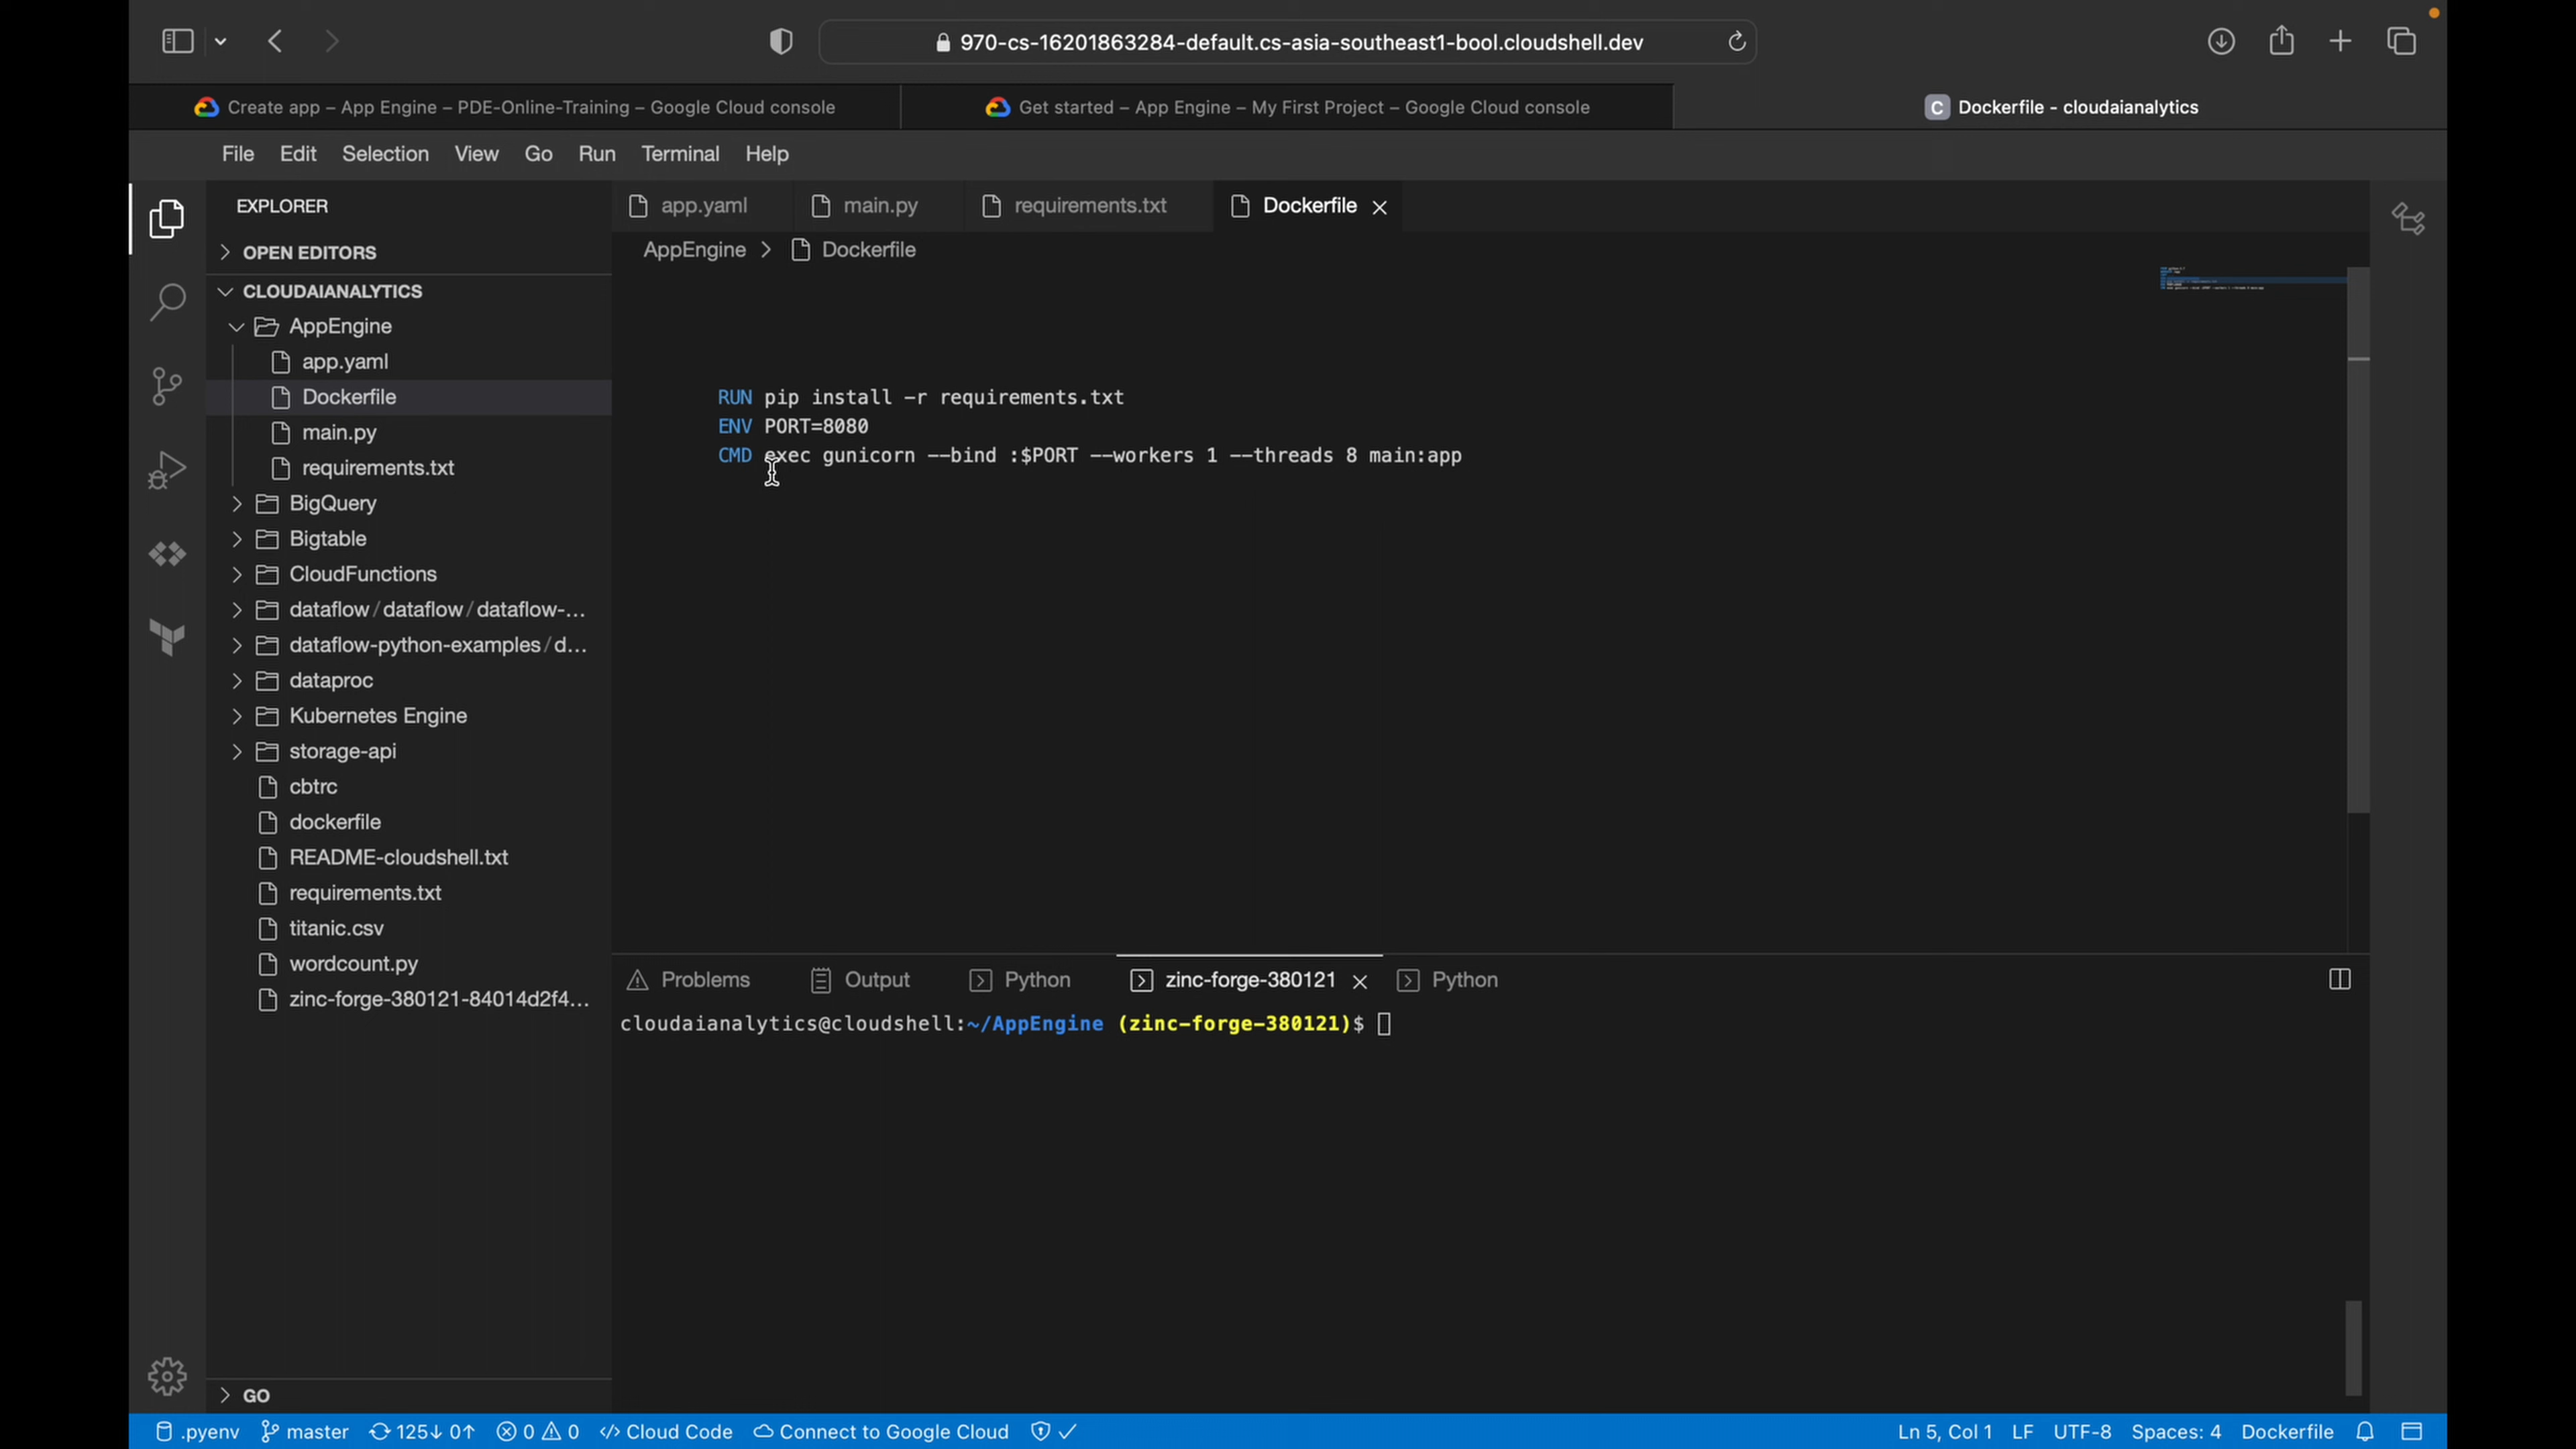 970-cs-16201863284-default.cs-asia-southeast1-bool.cloudshell.dev
Create app – App Engine – PDE-Online-Training – Google Cloud console
Get started – App Engine – My First Project – Google Cloud console
C Dockerfile - cloudaianalytics
File Edit Selection View Go Run Terminal Help
EXPLORER
OPEN EDITORS
CLOUDAIANALYTICS
AppEngine
app.yaml
Dockerfile
main.py
requirements.txt
BigQuery
Bigtable
CloudFunctions
dataflow/dataflow/dataflow-...
dataflow-python-examples/d...
dataproc
Kubernetes Engine
storage-api
cbtrc
dockerfile
README-cloudshell.txt
requirements.txt
titanic.csv
wordcount.py
zinc-forge-380121-84014d2f4...
GO
app.yaml main.py requirements.txt Dockerfile
AppEngine > Dockerfile
RUN pip install -r requirements.txt
ENV PORT=8080
CMD exec gunicorn --bind :$PORT --workers 1 --threads 8 main:app
Problems Output Python zinc-forge-380121 Python
cloudaianalytics@cloudshell:~/AppEngine (zinc-forge-380121)$
.pyenv master 125↓ 0↑ 0 0 Cloud Code Connect to Google Cloud Ln 5, Col 1 LF UTF-8 Spaces: 4 Dockerfile